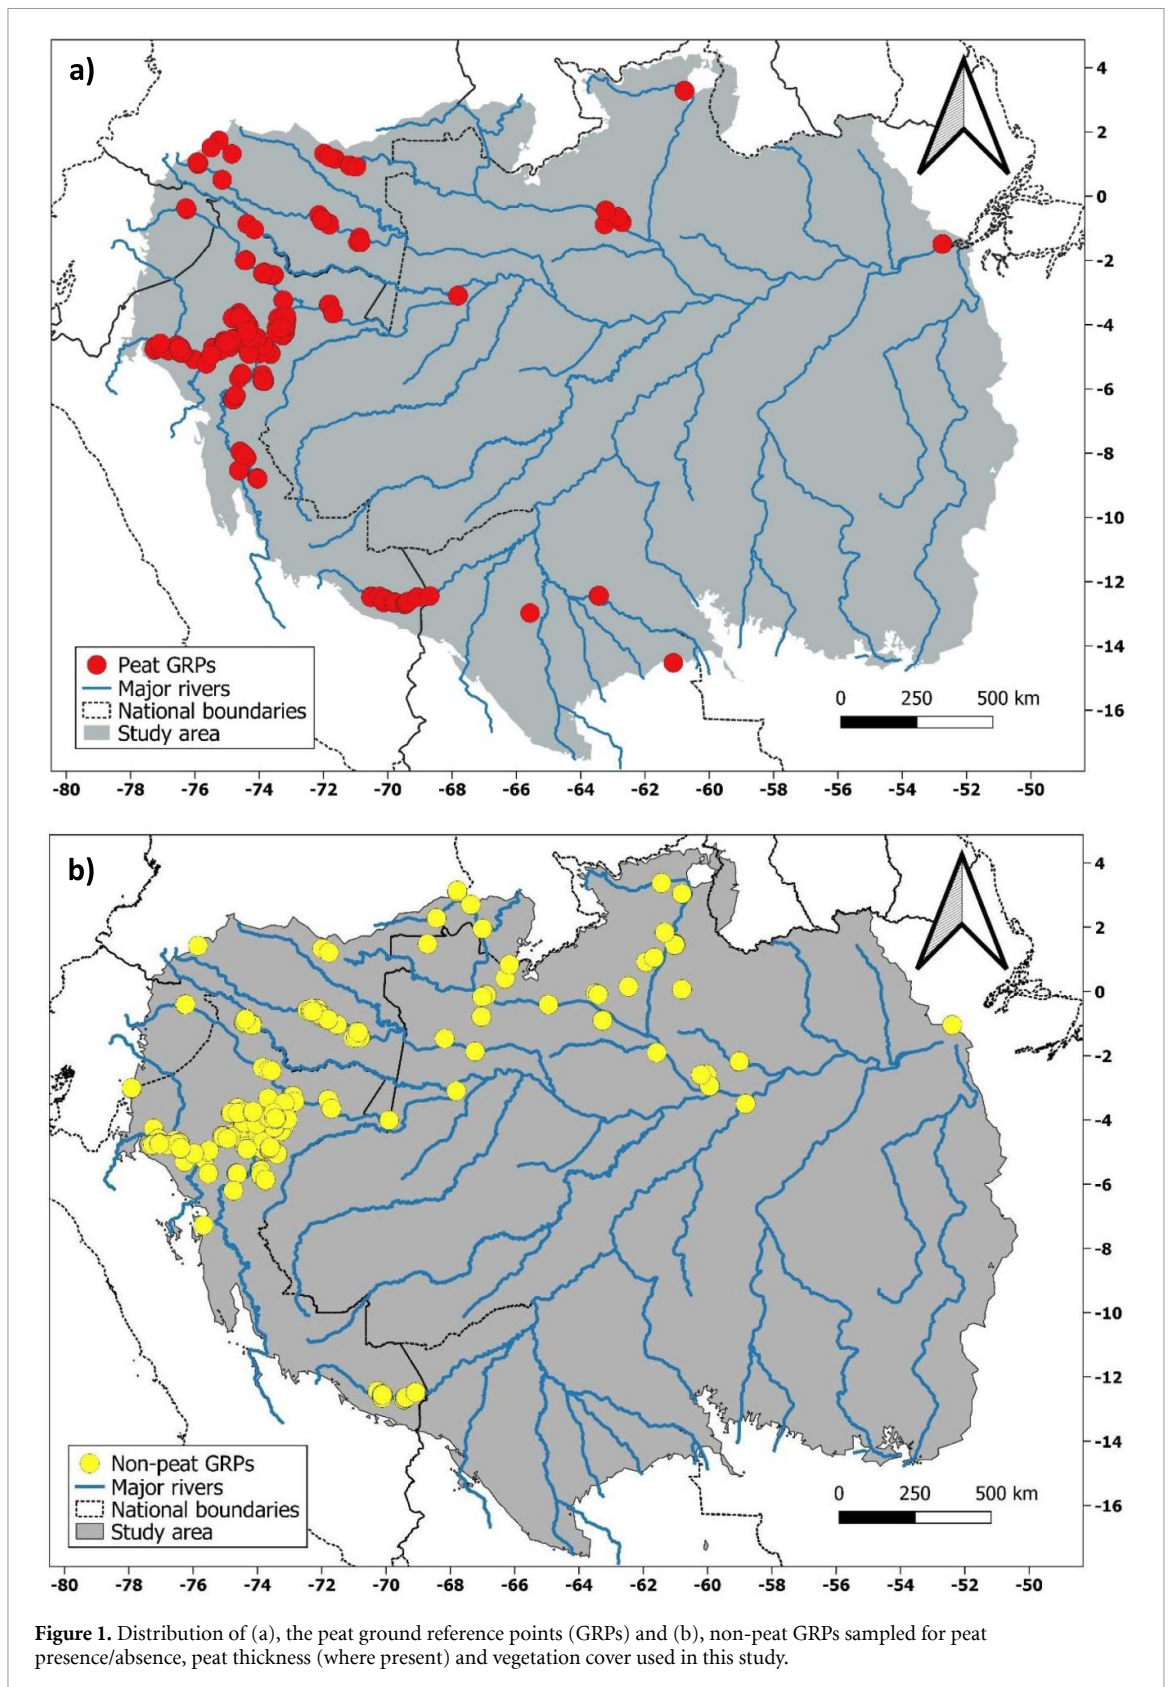 a)
4
2
0
-2
-4
-6
-8
-10
-12
-14
-16
Peat GRPs
Major rivers
National boundaries
Study area
0 250 500 km
-80 -76 -74 -72 -70 -68 -66 -64 -62 -60 -58 -56 -54 -52 -50
b)
4
2
0
-2
-4
-6
-8
-10
-12
-14
-16
Non-peat GRPs
Major rivers
National boundaries
Study area
0 250 500 km
-80 -78 -76 -74 -72 -70 -68 -66 -64 -62 -60 -58 -56 -54 -52 -50
Figure 1. Distribution of (a), the peat ground reference points (GRPs) and (b), non-peat GRPs sampled for peat
presence/absence, peat thickness (where present) and vegetation cover used in this study.